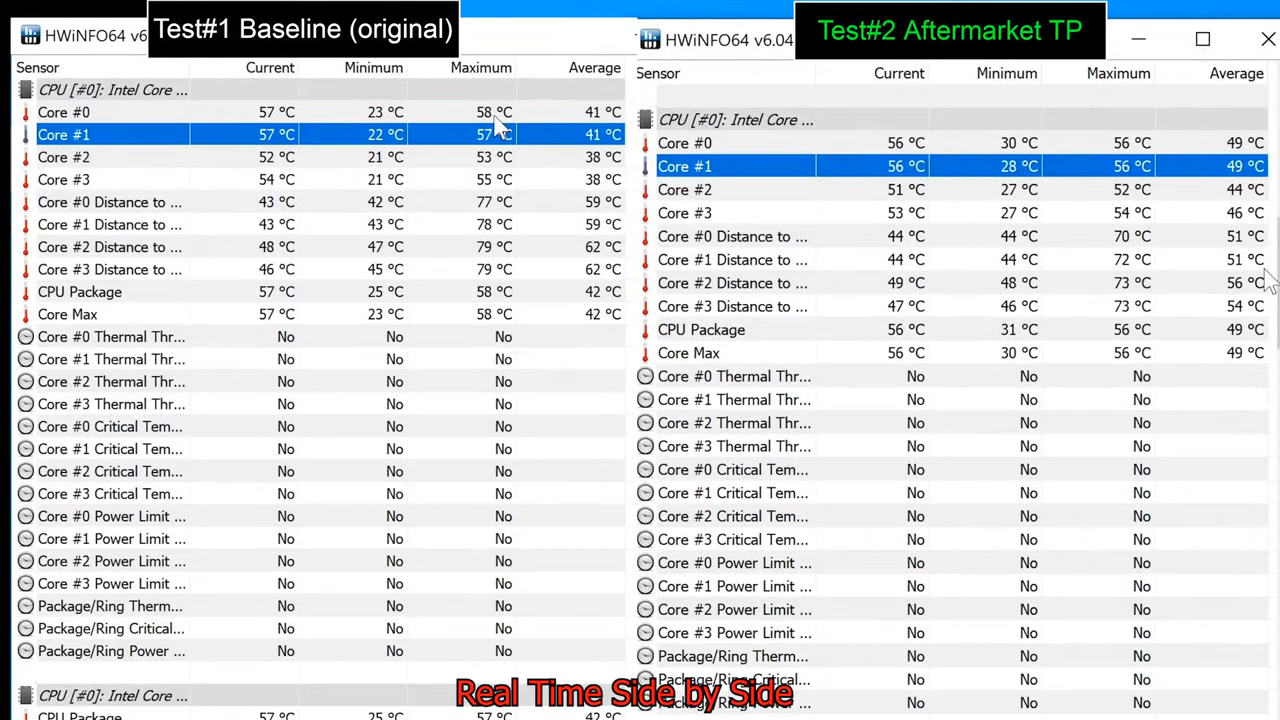 Test#1 Baseline (original)
HWiNFO64 v6
Sensor Current Minimum Maximum Average
CPU [#0]: Intel Core ...
Core #0 57 °C 23 °C 58 °C 41 °C
Core #1 57 °C 22 °C 57 °C 41 °C
Core #2 52 °C 21 °C 53 °C 38 °C
Core #3 54 °C 21 °C 55 °C 38 °C
Core #0 Distance to ... 43 °C 42 °C 77 °C 59 °C
Core #1 Distance to ... 43 °C 43 °C 78 °C 59 °C
Core #2 Distance to ... 48 °C 47 °C 79 °C 62 °C
Core #3 Distance to ... 46 °C 45 °C 79 °C 62 °C
CPU Package 57 °C 25 °C 58 °C 42 °C
Core Max 57 °C 23 °C 58 °C 42 °C
Core #0 Thermal Thr... No No No
Core #1 Thermal Thr... No No No
Core #2 Thermal Thr... No No No
Core #3 Thermal Thr... No No No
Core #0 Critical Tem... No No No
Core #1 Critical Tem... No No No
Core #2 Critical Tem... No No No
Core #3 Critical Tem... No No No
Core #0 Power Limit ... No No No
Core #1 Power Limit ... No No No
Core #2 Power Limit ... No No No
Core #3 Power Limit ... No No No
Package/Ring Therm... No No No
Package/Ring Critical... No No No
Package/Ring Power ... No No No
CPU [#0]: Intel Core ...
CPU Package 57 °C 25 °C 58 °C 42 °C
Test#2 Aftermarket TP
HWiNFO64 v6.04
Sensor Current Minimum Maximum Average
CPU [#0]: Intel Core ...
Core #0 56 °C 30 °C 56 °C 49 °C
Core #1 56 °C 28 °C 56 °C 49 °C
Core #2 51 °C 27 °C 52 °C 44 °C
Core #3 53 °C 27 °C 54 °C 46 °C
Core #0 Distance to ... 44 °C 44 °C 70 °C 51 °C
Core #1 Distance to ... 44 °C 44 °C 72 °C 51 °C
Core #2 Distance to ... 49 °C 48 °C 73 °C 56 °C
Core #3 Distance to ... 47 °C 46 °C 73 °C 54 °C
CPU Package 56 °C 31 °C 56 °C 49 °C
Core Max 56 °C 30 °C 56 °C 49 °C
Core #0 Thermal Thr... No No No
Core #1 Thermal Thr... No No No
Core #2 Thermal Thr... No No No
Core #3 Thermal Thr... No No No
Core #0 Critical Tem... No No No
Core #1 Critical Tem... No No No
Core #2 Critical Tem... No No No
Core #3 Critical Tem... No No No
Core #0 Power Limit ... No No No
Core #1 Power Limit ... No No No
Core #2 Power Limit ... No No No
Core #3 Power Limit ... No No No
Package/Ring Therm... No No No
Package/Ring Critical... No No No
No No No
Real Time Side by Side